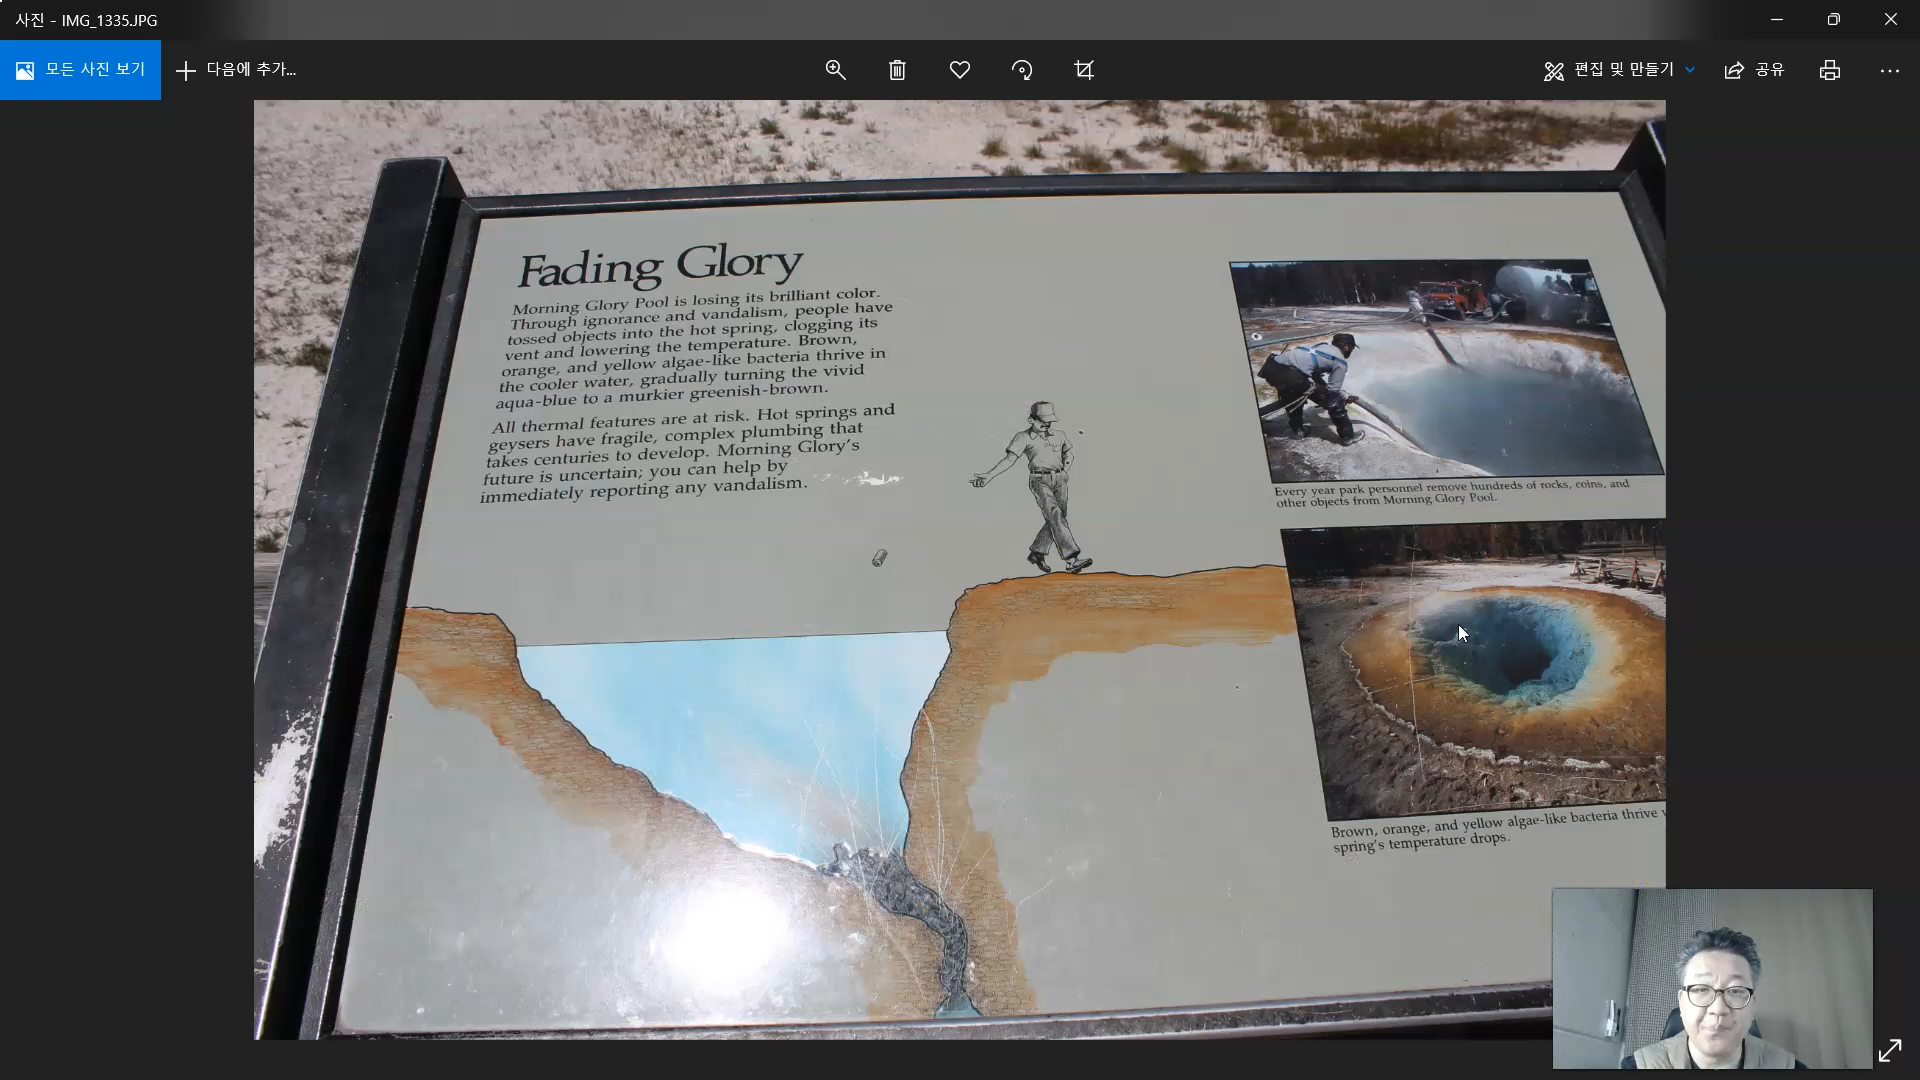 사진 - IMG_1335.JPG
모든 사진 보기
다음에 추가...
편집 및 만들기
공유
Fading Glory
Morning Glory Pool is losing its brilliant color.
Through ignorance and vandalism, people have
tossed objects into the hot spring, clogging its
vent and lowering the temperature. Brown,
orange, and yellow algae-like bacteria thrive in
the cooler water, gradually turning the vivid
aqua-blue to a murkier greenish-brown.
All thermal features are at risk. Hot springs and
geysers have fragile, complex plumbing that
takes centuries to develop. Morning Glory's
future is uncertain; you can help by
immediately reporting any vandalism.
Every year park personnel remove hundreds of rocks, coins, and
other objects from Morning Glory Pool.
Brown, orange, and yellow algae-like bacteria thrive
spring's temperature drops.